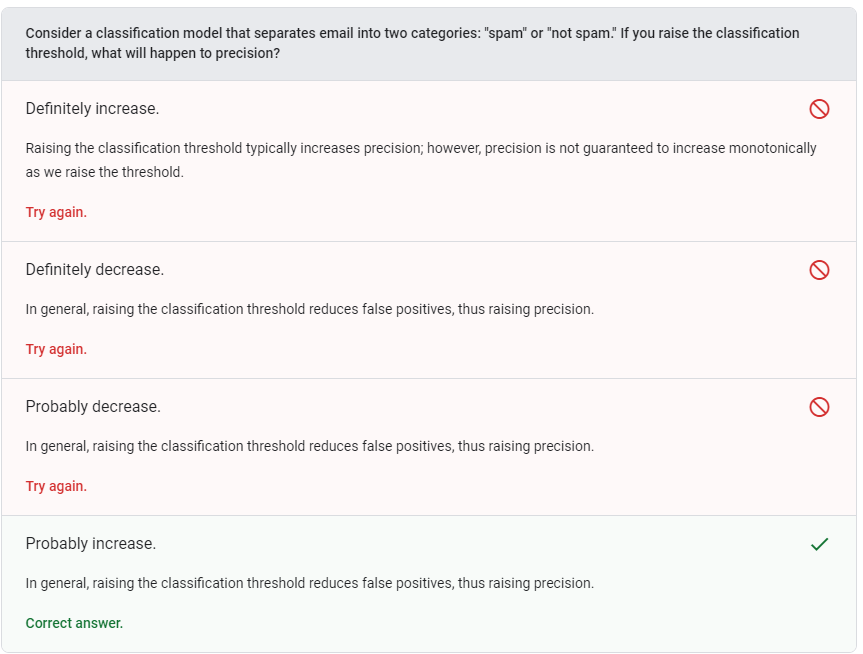 Consider a classification model that separates email into two categories: "spam" or "not spam." If you raise the classification
threshold, what will happen to precision?
Definitely increase.
Raising the classification threshold typically increases precision; however, precision is not guaranteed to increase monotonically
as we raise the threshold.
Try again.
Definitely decrease.
In general, raising the classification threshold reduces false positives, thus raising precision.
Try again.
Probably decrease.
In general, raising the classification threshold reduces false positives, thus raising precision.
Try again.
Probably increase.
In general, raising the classification threshold reduces false positives, thus raising precision.
Correct answer.